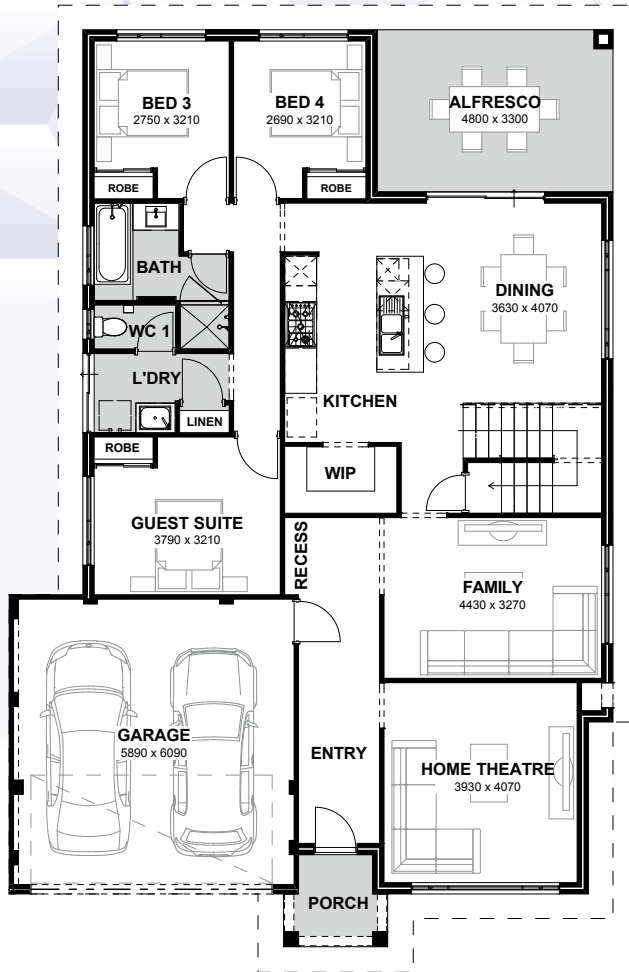 BED 3
2750 x 3210
BED 4
2690 x 3210
ALFRESCO
4800 x 3300
ROBE
ROBE
BATH
DINING
3630 x 4070
WC 1
L'DRY
KITCHEN
LINEN
ROBE
WIP
GUEST SUITE
3790 x 3210
RECESS
FAMILY
4430 x 3270
GARAGE
5890 x 6090
ENTRY
HOME THEATRE
3930 x 4070
PORCH